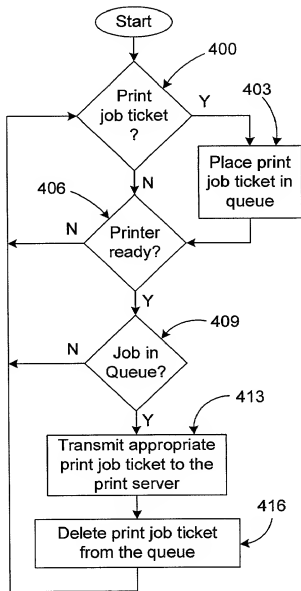 Start
400
Print
job ticket
?
Y
403
Place print
job ticket in
queue
N
406
Printer
ready?
N
Y
409
Job in
Queue?
N
Y
413
Transmit appropriate
print job ticket to the
print server
Delete print job ticket
from the queue
416